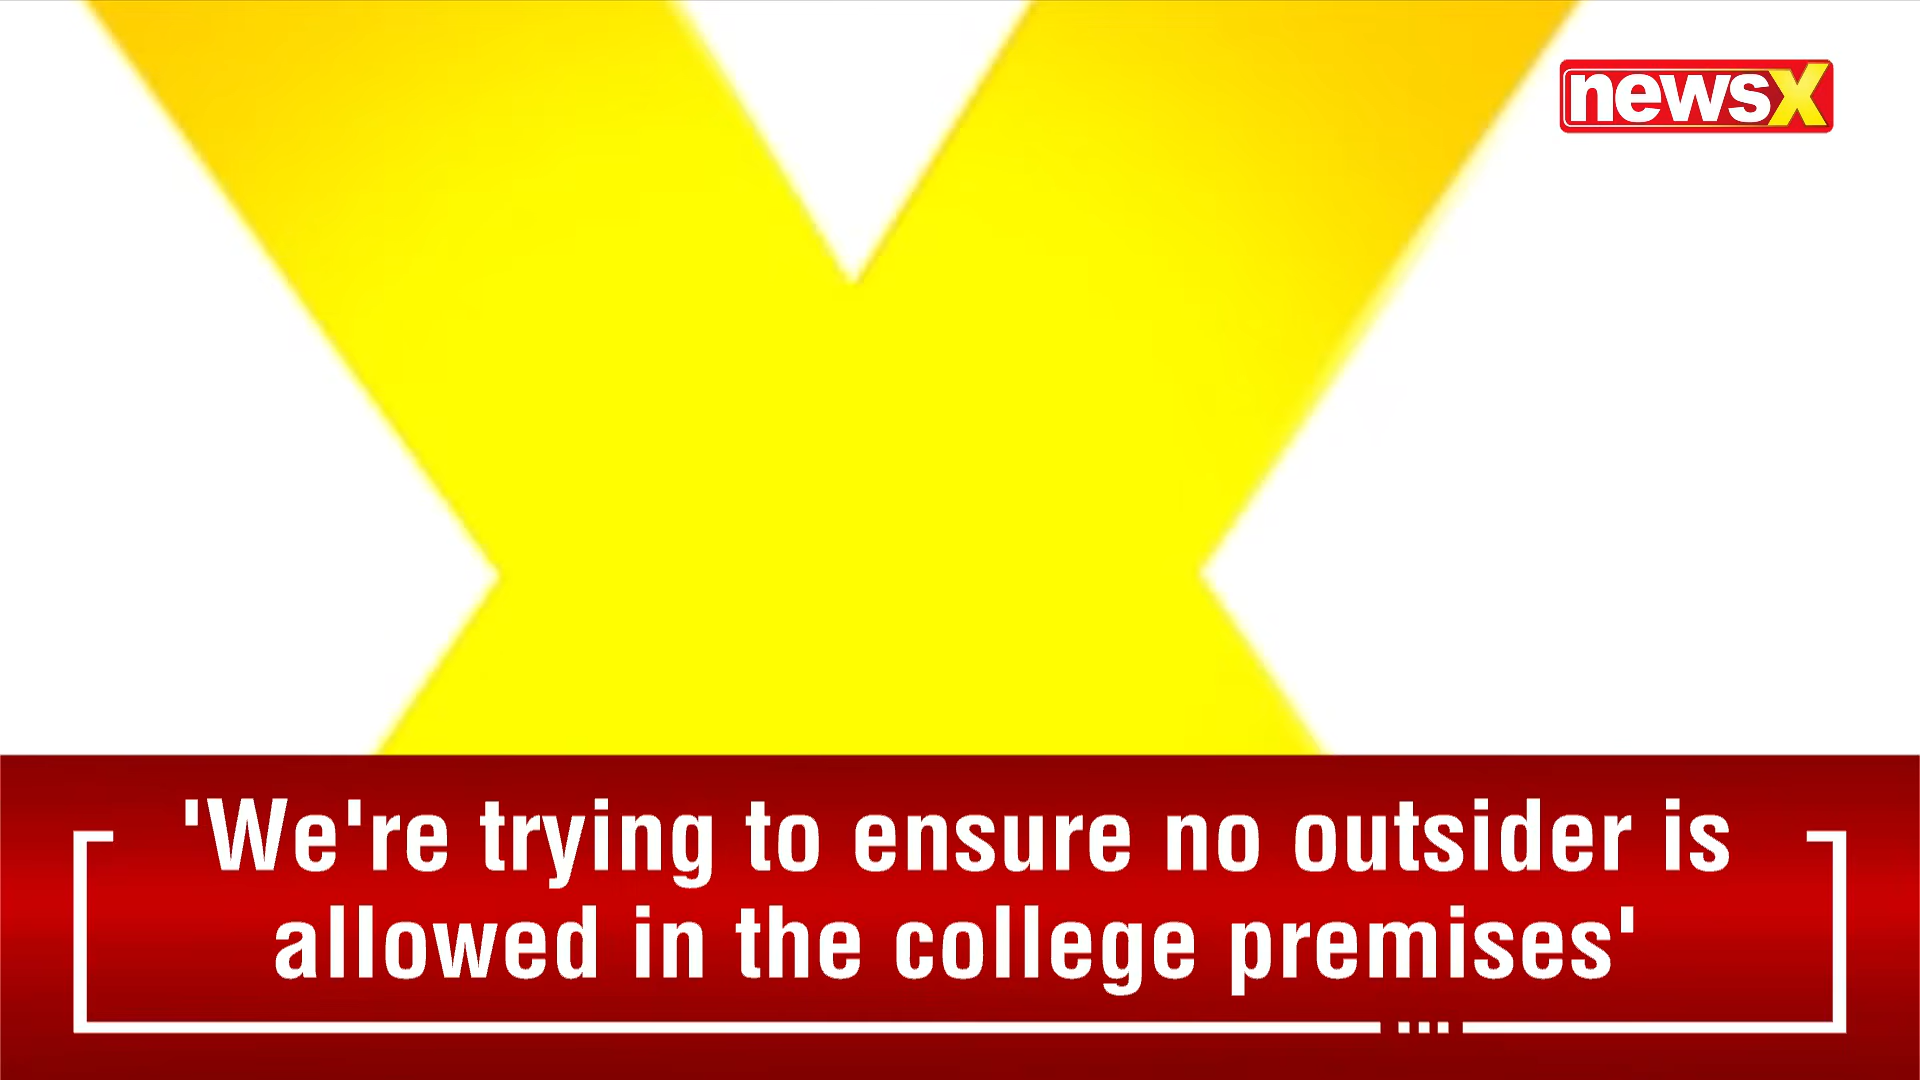 newsX
'We're trying to ensure no outsider is
allowed in the college premises'